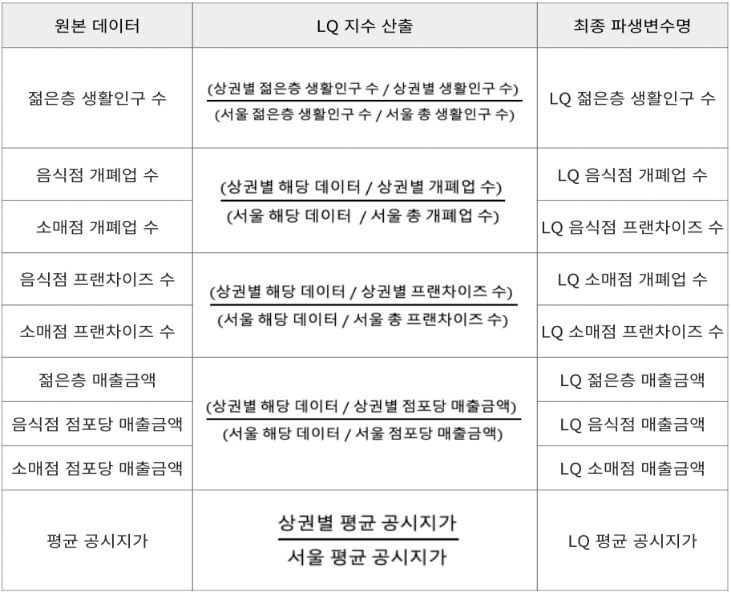 원본 데이터
LQ 지수 산출
최종 파생변수명
젊은층 생활인구 수
(상권별 젊은층 생활인구 수 / 상권별 생활인구 수)
(서울 젊은층 생활인구 수 / 서울 총 생활인구 수)
LQ 젊은층 생활인구 수
음식점 개폐업 수
소매점 개폐업 수
(상권별 해당 데이터 / 상권별 개폐업 수)
(서울 해당 데이터 / 서울 총 개폐업 수)
LQ 음식점 개폐업 수
LQ 음식점 프랜차이즈 수
음식점 프랜차이즈 수
소매점 프랜차이즈 수
(상권별 해당 데이터 / 상권별 프랜차이즈 수)
(서울 해당 데이터 / 서울 총 프랜차이즈 수)
LQ 소매점 개폐업 수
LQ 소매점 프랜차이즈 수
젊은층 매출금액
음식점 점포당 매출금액
소매점 점포당 매출금액
(상권별 해당 데이터 / 상권별 점포당 매출금액)
(서울 해당 데이터 / 서울 점포당 매출금액)
LQ 젊은층 매출금액
LQ 음식점 매출금액
LQ 소매점 매출금액
평균 공시지가
상권별 평균 공시지가
서울 평균 공시지가
LQ 평균 공시지가